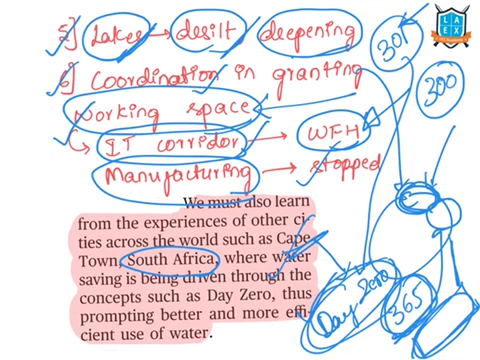 5] Lakes → desilt, deepening
6] Coordination in granting
Working space
↳ IT corridor → WFH
Manufacturing → stopped
301
300
We must also learn
from the experiences of other ci-
ties across the world such as Cape
Town, South Africa, where water
saving is being driven through the
concepts such as Day Zero, thus
prompting better and more effi-
cient use of water.
Day Zero
365
LAEX